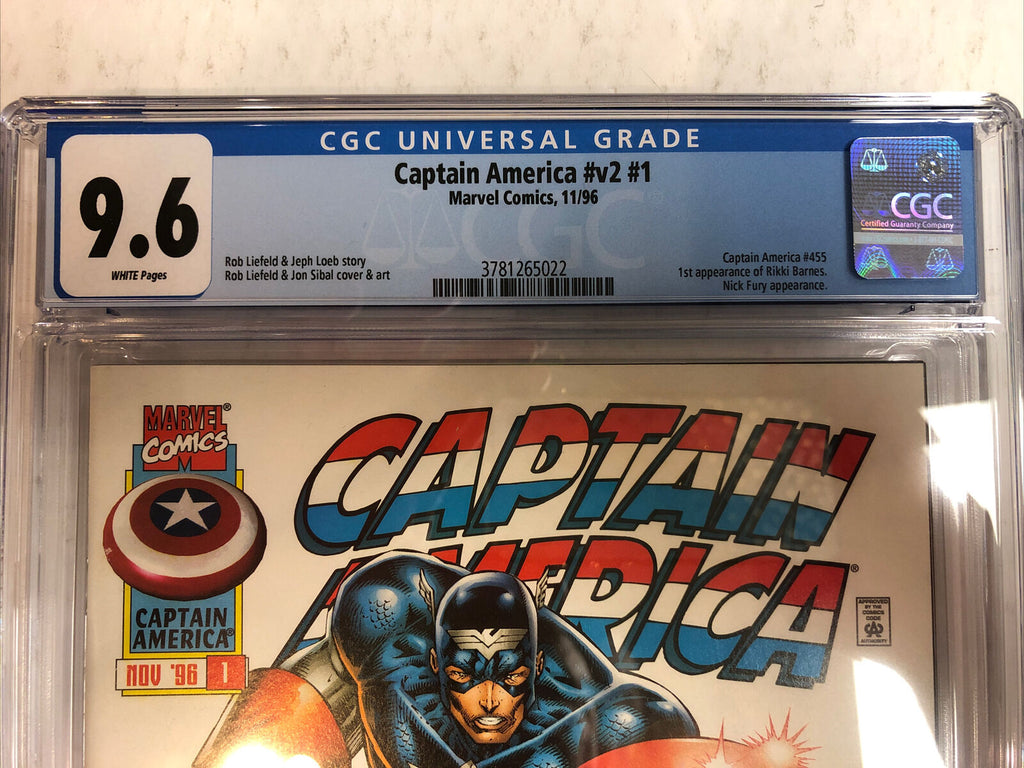 CGC UNIVERSAL GRADE
9.6
WHITE Pages
Captain America #v2 #1
Marvel Comics, 11/96
CGC
Rob Liefeld & Jeph Loeb story
Rob Liefeld & Jon Sibal cover & art
3781265022
Captain America #455
1st appearance of Rikki Barnes.
Nick Fury appearance.
CGC
Certified Guaranty Company
MARVEL®
COMICS
M
CAPTAIN
AMERICA®
NOV '96 1
CAPTAIN
AMERICA®
APPROVED
BY THE
COMICS
CODE
AUTHORITY